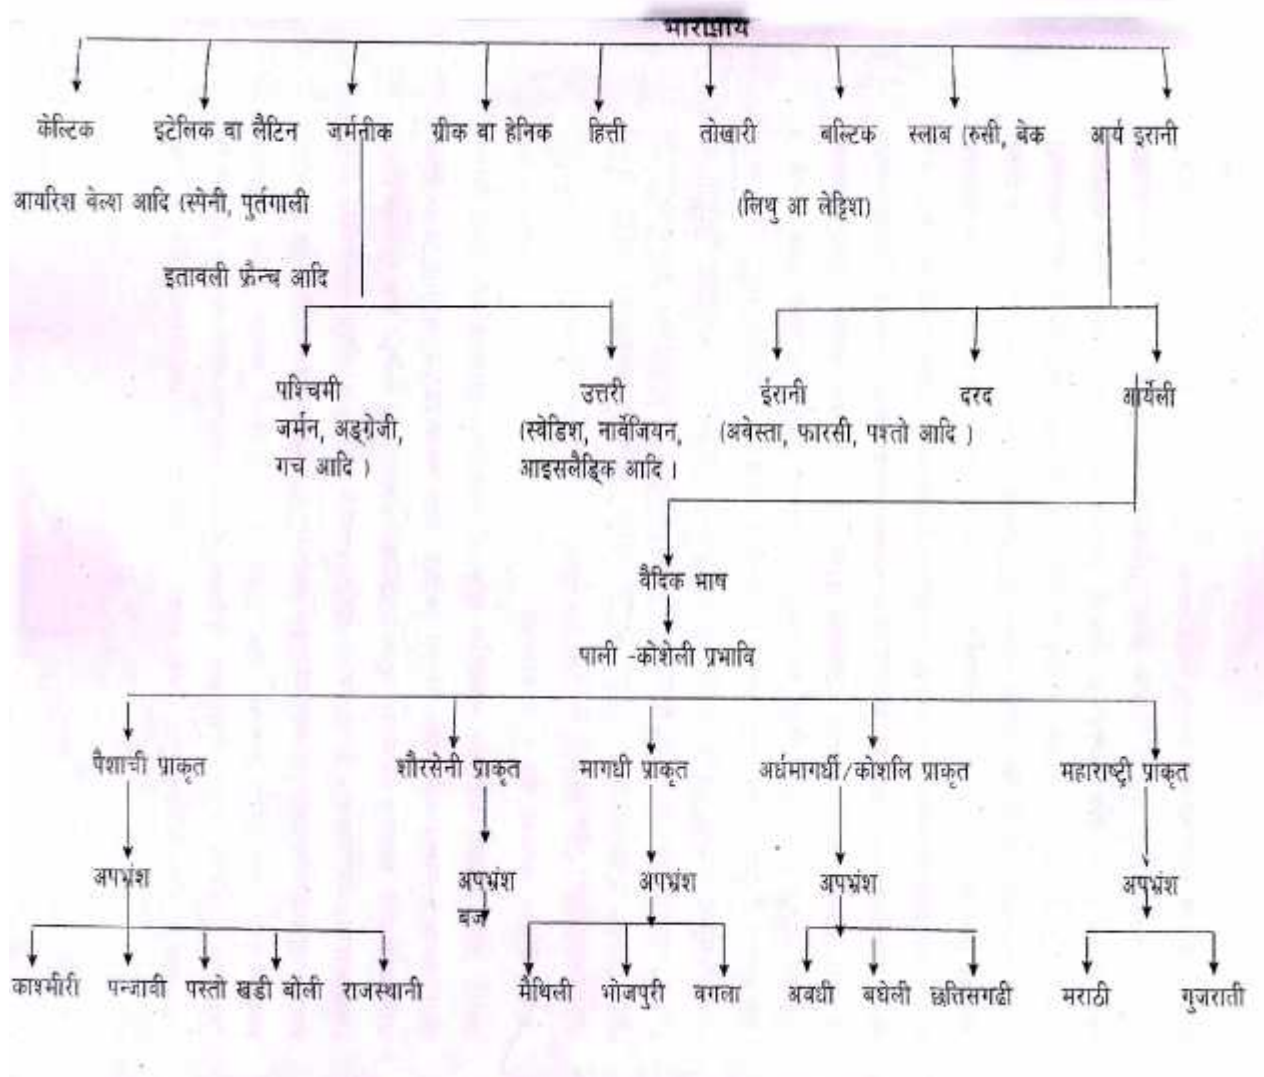 भारोपीय
केल्टिक इटेलिक वा लैटिन जर्मनीक ग्रीक वा हेनिक हित्ती तोखारी बल्टिक स्लाब (रुसी, बेक आर्य इरानी
आयरिश वेल्श आदि (स्पेनी, पुर्तगाली (लिथु आ लेट्टिश)
इतावली फ्रैन्च आदि
पश्चिमी उत्तरी ईरानी दरद आर्येली
जर्मन, अङ्ग्रेजी, (स्वेडिश, नार्वेजियन, (अवेस्ता, फारसी, पश्तो आदि )
गच आदि ) आइसलैड्कि आदि ।
वैदिक भाष
पाली -कोशेली प्रभावि
पैशाची प्राकृत शौरसेनी प्राकृत मागधी प्राकृत अर्धमागर्धी/कोशलि प्राकृत महाराष्ट्री प्राकृत
अपभ्रंश अपभ्रंश अपभ्रंश अपभ्रंश अपभ्रंश
बज
काश्मीरी पन्जावी पस्तो खडी बोली राजस्थानी मैथिली भोजपुरी वगला अवधी बघेली छत्तिसगढी मराठी गुजराती